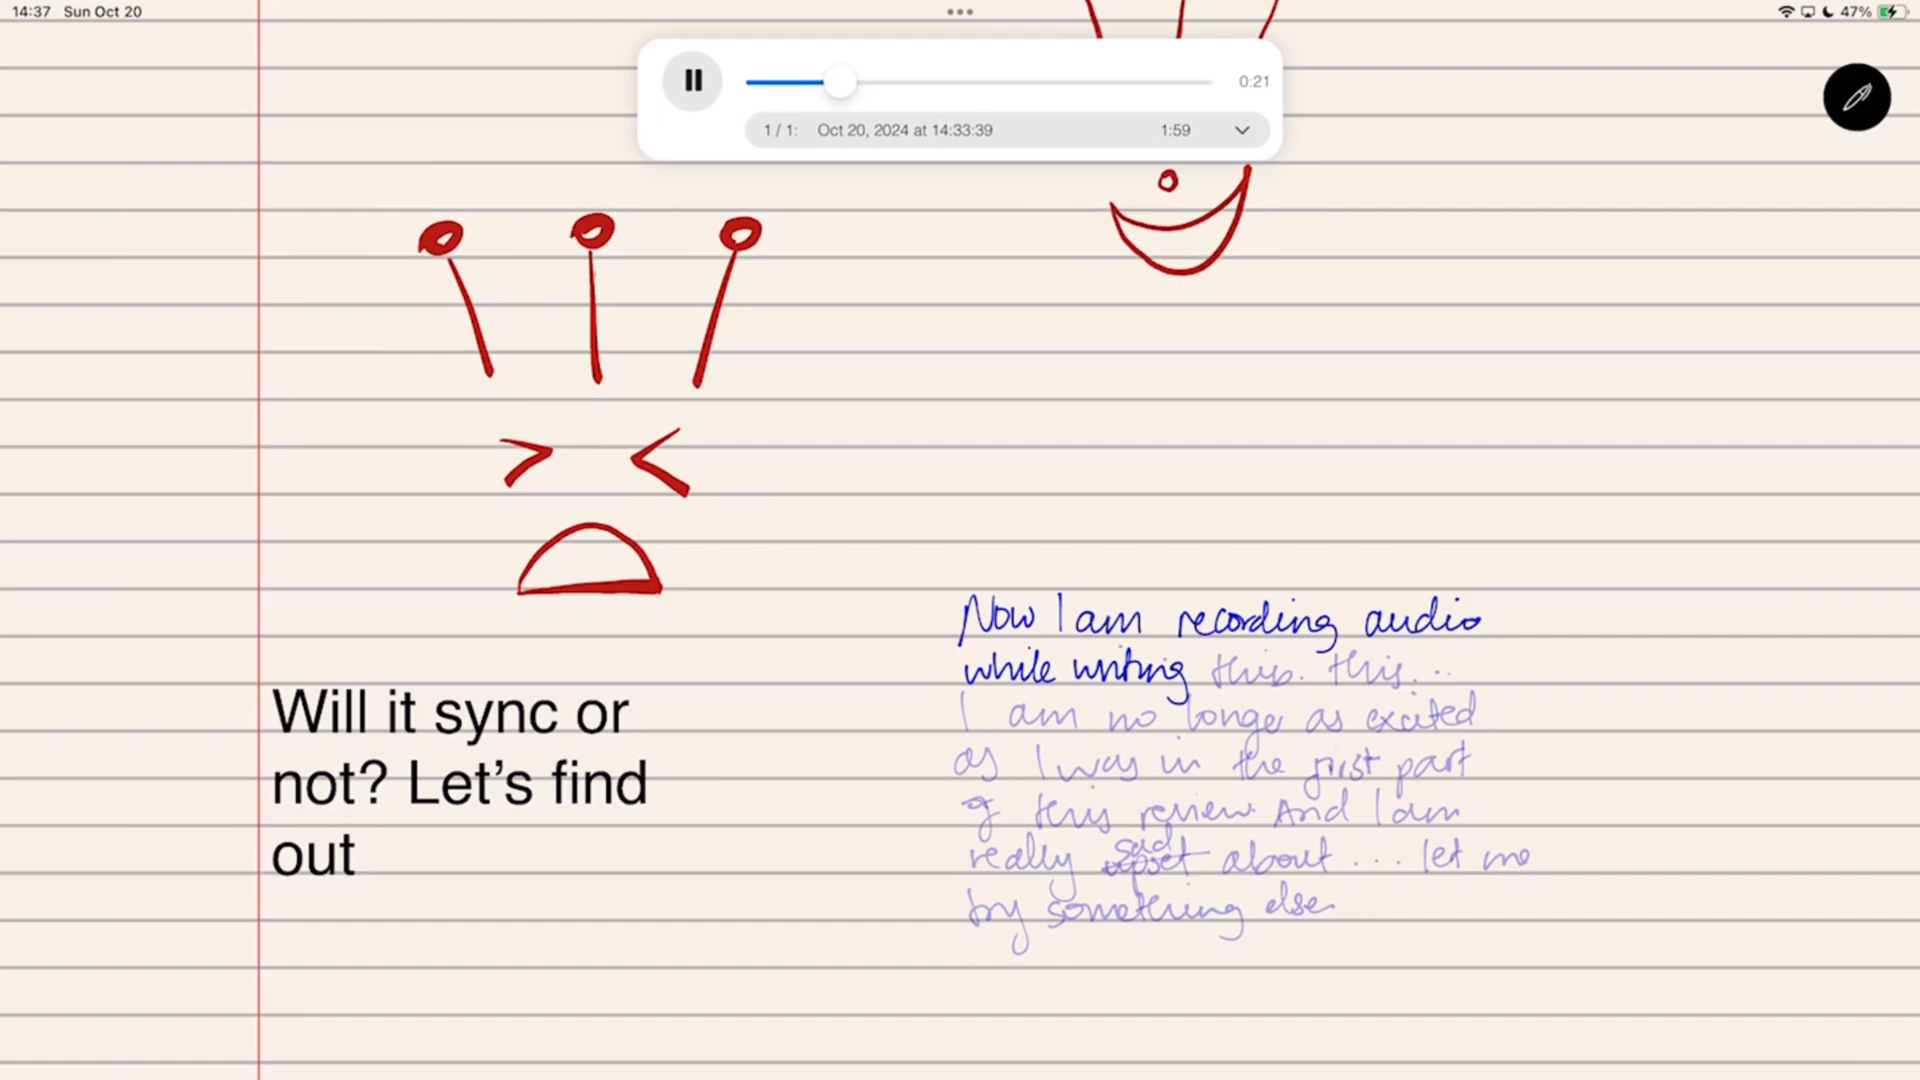 14:37 Sun Oct 20
47%
0:21
1 / 1: Oct 20, 2024 at 14:33:39 1:59
Will it sync or
not? Let's find
out
Now I am recording audio
while writing this. this...
I am no longer as excited
as I was in the first part
of this review. And I am
really sad about ... let me
try something else